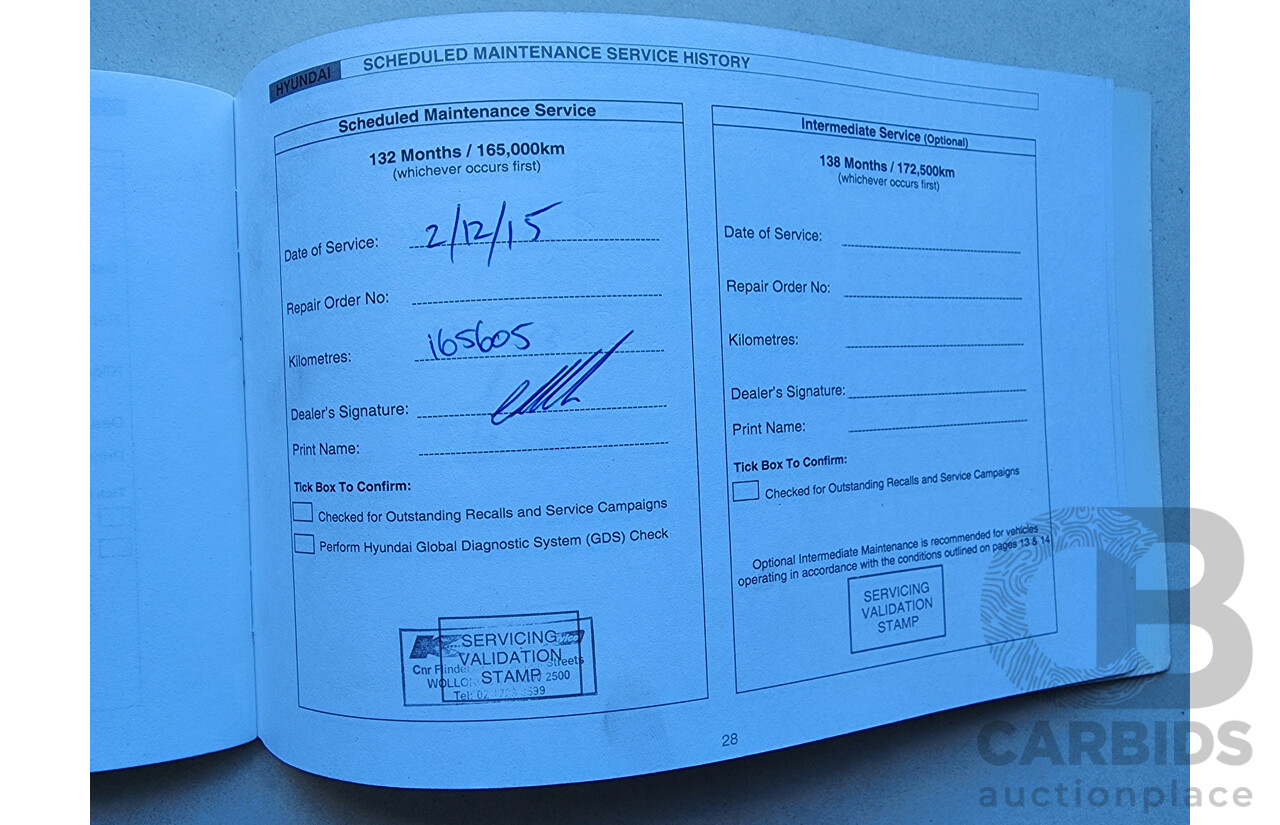 HYUNDAI SCHEDULED MAINTENANCE SERVICE HISTORY
Scheduled Maintenance Service
132 Months / 165,000km
(whichever occurs first)
Date of Service: 2/12/15
Repair Order No:
Kilometres: 165605
Dealer's Signature:
Print Name:
Tick Box To Confirm:
Checked for Outstanding Recalls and Service Campaigns
Perform Hyundai Global Diagnostic System (GDS) Check
SERVICING
VALIDATION
Cnr Streets
STAMP 2500
Tel: 02
Intermediate Service (Optional)
138 Months / 172,500km
(whichever occurs first)
Date of Service:
Repair Order No:
Kilometres:
Dealer's Signature:
Print Name:
Tick Box To Confirm:
Checked for Outstanding Recalls and Service Campaigns
Optional Intermediate Maintenance is recommended for vehicles
operating in accordance with the conditions outlined on pages 13 & 14
SERVICING
VALIDATION
STAMP
28
CB
CARBIDS
auctionplace